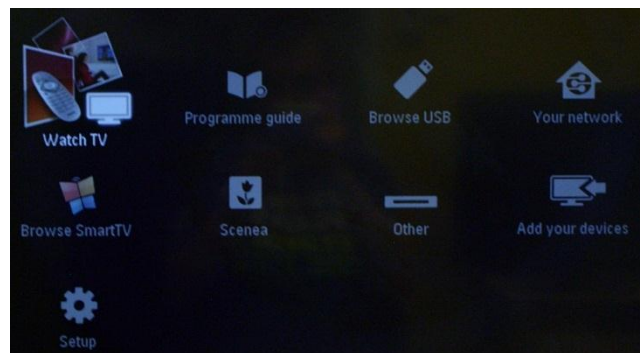 Watch TV
Programme guide
Browse USB
Your network
Browse SmartTV
Scenea
Other
Add your devices
Setup